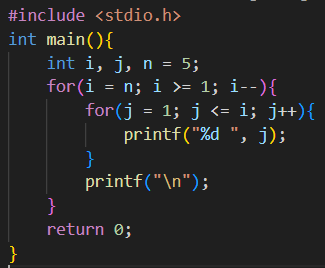 #include <stdio.h>
int main(){
    int i, j, n = 5;
    for(i = n; i >= 1; i--){
        for(j = 1; j <= i; j++){
            printf("%d ", j);
        }
        printf("\n");
    }
    return 0;
}